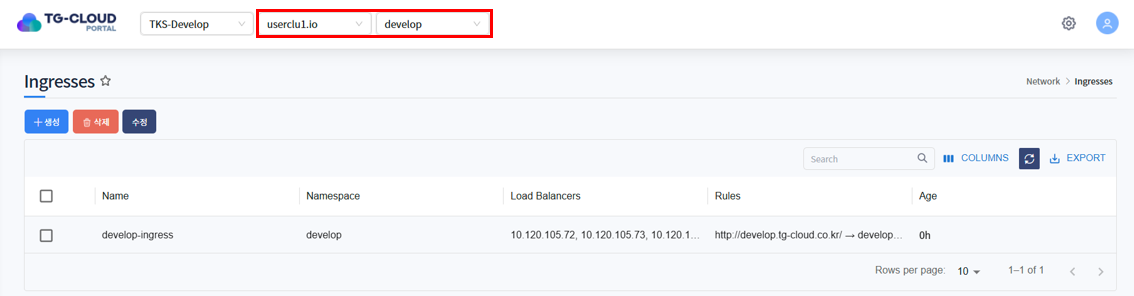 TG-CLOUD
PORTAL
TKS-Develop
userclu1.io
develop
Ingresses
Network > Ingresses
생성
삭제
수정
Search
COLUMNS
EXPORT
Name Namespace Load Balancers Rules Age
develop-ingress develop 10.120.105.72, 10.120.105.73, 10.120.1... http://develop.tg-cloud.co.kr/ → develop... 0h
Rows per page: 10 1–1 of 1